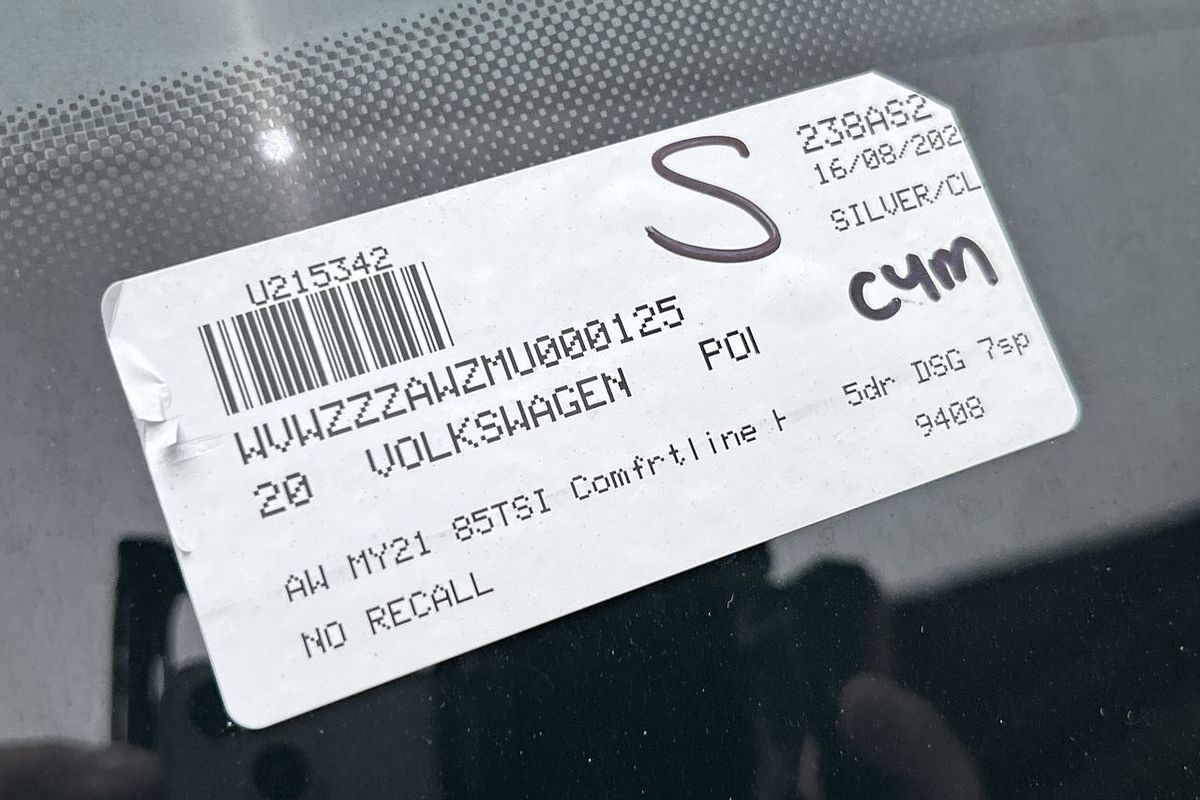 S
238AS2
16/08/202
SILVER/CL
CYM
U215342
WVWZZZAWZMU000125
20 VOLKSWAGEN POl
AW MY21 85TSI Comfrtline H 5dr DSG 7sp
NO RECALL 9408